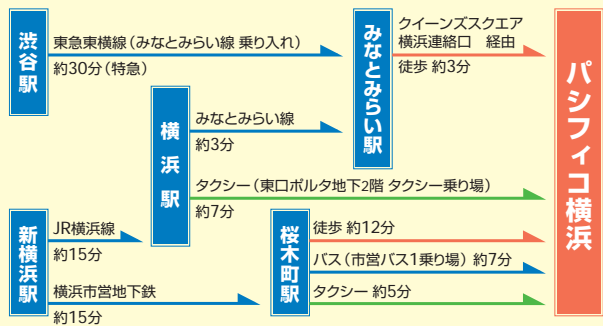 渋谷駅
東急東横線（みなとみらい線 乗り入れ）
約30分（特急）
みなとみらい駅
クイーンズスクエア
横浜連絡口　経由
徒歩 約3分
パシフィコ横浜
横浜駅
みなとみらい線
約3分
タクシー（東口ポルタ地下2階 タクシー乗り場）
約7分
新横浜駅
JR横浜線
約15分
横浜市営地下鉄
約15分
桜木町駅
徒歩 約12分
バス（市営バス1乗り場） 約7分
タクシー 約5分